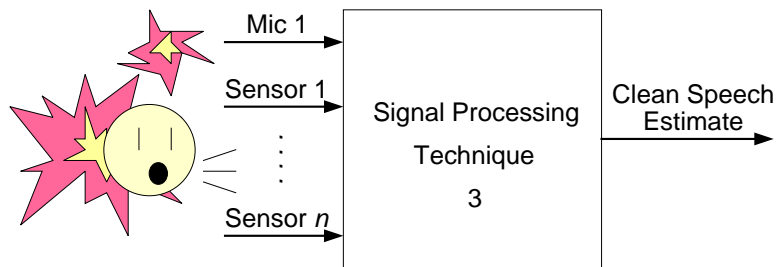 Mic 1
Sensor 1
Sensor n
Signal Processing
Technique
3
Clean Speech
Estimate